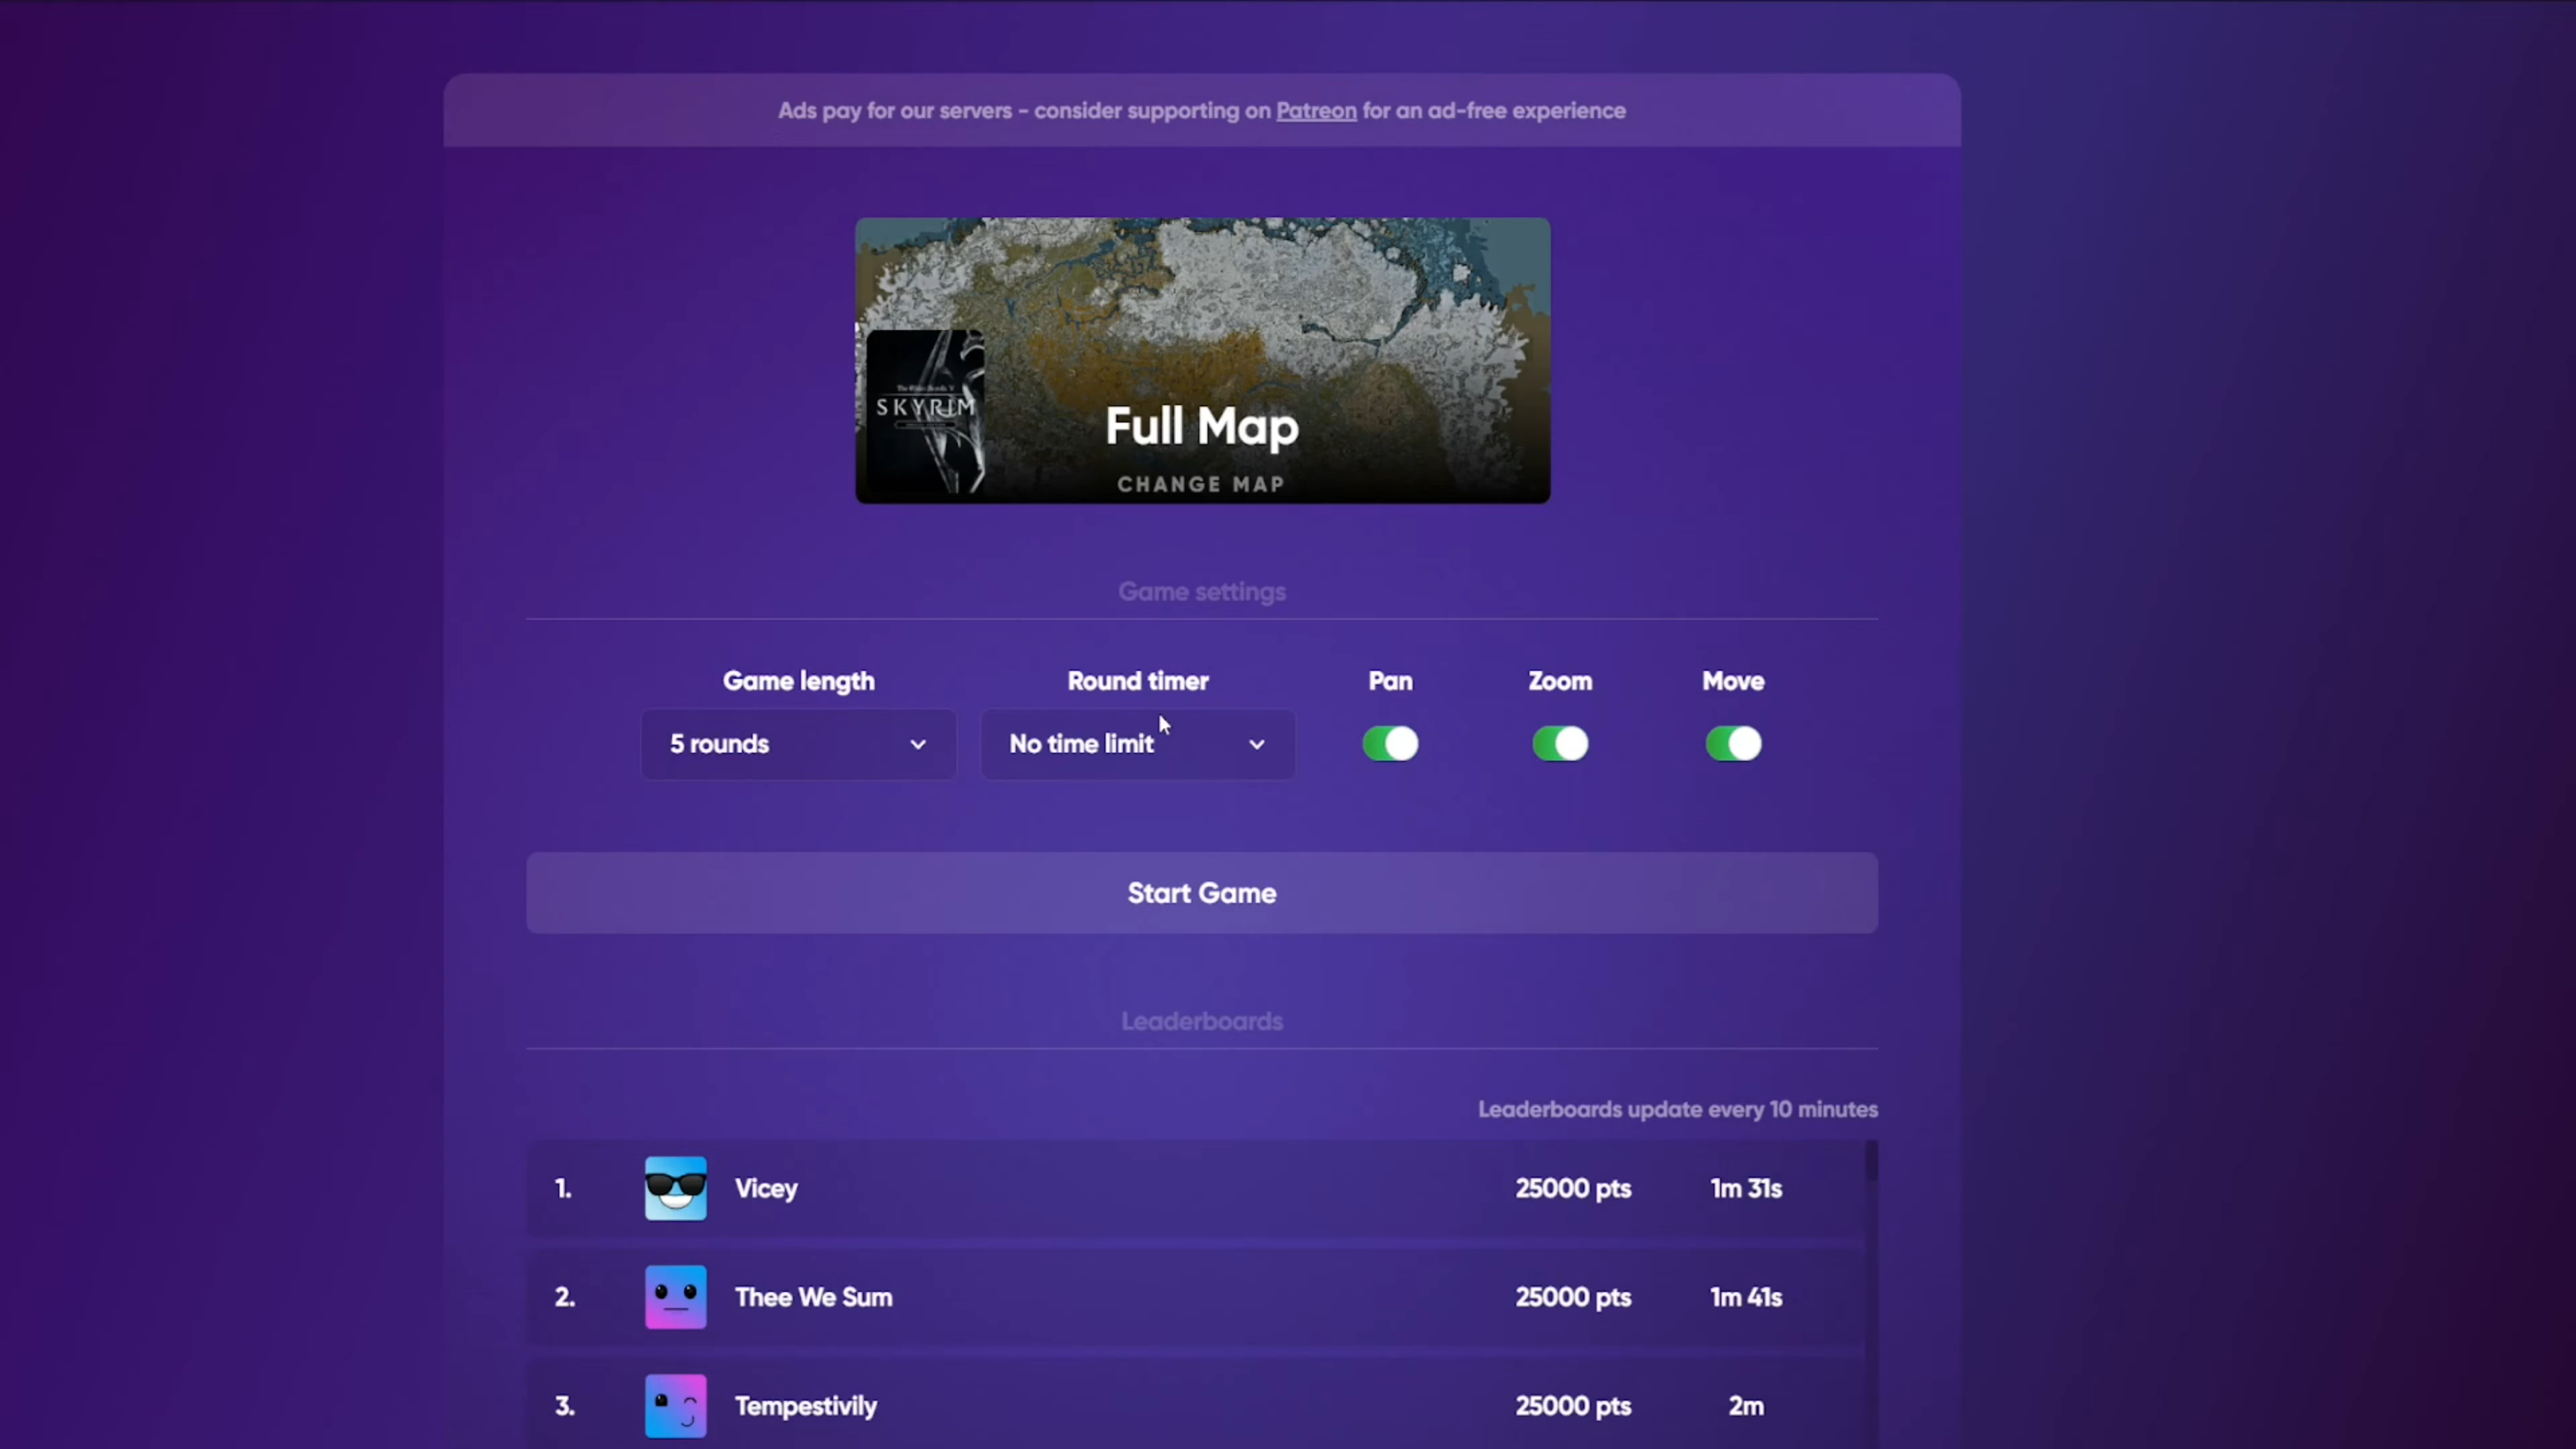 Ads pay for our servers - consider supporting on Patreon for an ad-free experience
The Elder Scrolls V
SKYRIM
Full Map
CHANGE MAP
Game settings
Game length
Round timer
Pan
Zoom
Move
5 rounds
No time limit
Start Game
Leaderboards
Leaderboards update every 10 minutes
1. Vicey 25000 pts 1m 31s
2. Thee We Sum 25000 pts 1m 41s
3. Tempestivily 25000 pts 2m